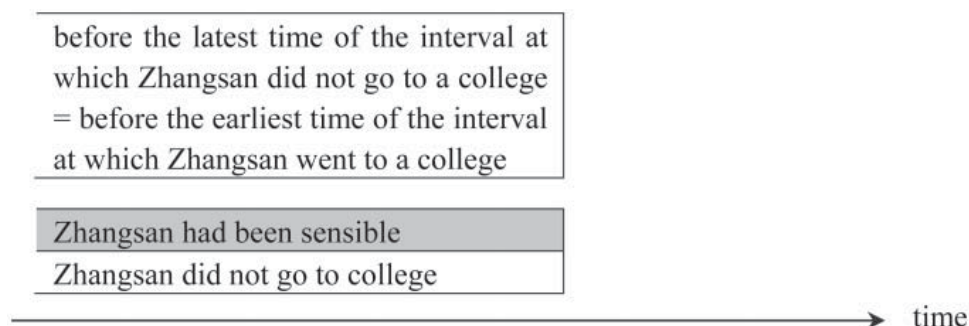 before the latest time of the interval at
which Zhangsan did not go to a college
= before the earliest time of the interval
at which Zhangsan went to a college
Zhangsan had been sensible
Zhangsan did not go to college
time